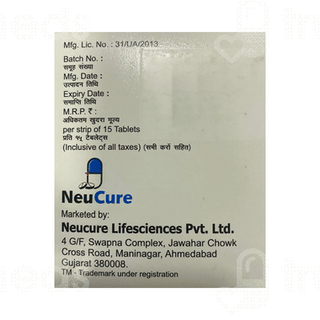 Mfg. Lic. No. : 31/UA/2013
Batch No. :
समूह संख्या
Mfg. Date :
उत्पादन तिथि
Expiry Date :
समाप्ति तिथि
M.R.P. ₹ :
अधिकतम खुदरा मूल्य
per strip of 15 Tablets
प्रति १५ टैबलेट्स
(Inclusive of all taxes) (सभी करों सहित)
NeuCure
Marketed by:
Neucure Lifesciences Pvt. Ltd.
4 G/F, Swapna Complex, Jawahar Chowk
Cross Road, Maninagar, Ahmedabad
Gujarat 380008.
TM - Trademark under registration